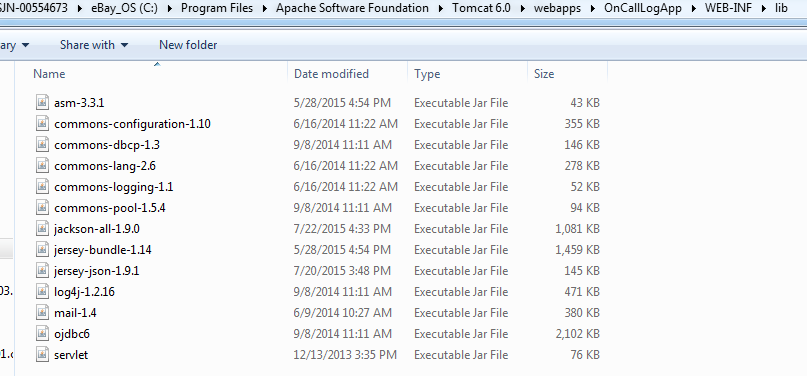 SJN-00554673 ▸ eBay_OS (C:) ▸ Program Files ▸ Apache Software Foundation ▸ Tomcat 6.0 ▸ webapps ▸ OnCallLogApp ▸ WEB-INF ▸ lib
ary Share with New folder
Name Date modified Type Size
asm-3.3.1 5/28/2015 4:54 PM Executable Jar File 43 KB
commons-configuration-1.10 6/16/2014 11:22 AM Executable Jar File 355 KB
commons-dbcp-1.3 9/8/2014 11:11 AM Executable Jar File 146 KB
commons-lang-2.6 6/16/2014 11:22 AM Executable Jar File 278 KB
commons-logging-1.1 6/16/2014 11:22 AM Executable Jar File 52 KB
commons-pool-1.5.4 9/8/2014 11:11 AM Executable Jar File 94 KB
jackson-all-1.9.0 7/22/2015 4:33 PM Executable Jar File 1,081 KB
jersey-bundle-1.14 5/28/2015 4:54 PM Executable Jar File 1,459 KB
jersey-json-1.9.1 7/20/2015 3:48 PM Executable Jar File 145 KB
03. log4j-1.2.16 9/8/2014 11:11 AM Executable Jar File 471 KB
mail-1.4 6/9/2014 10:27 AM Executable Jar File 380 KB
ojdbc6 9/8/2014 11:11 AM Executable Jar File 2,102 KB
servlet 12/13/2013 3:35 PM Executable Jar File 76 KB